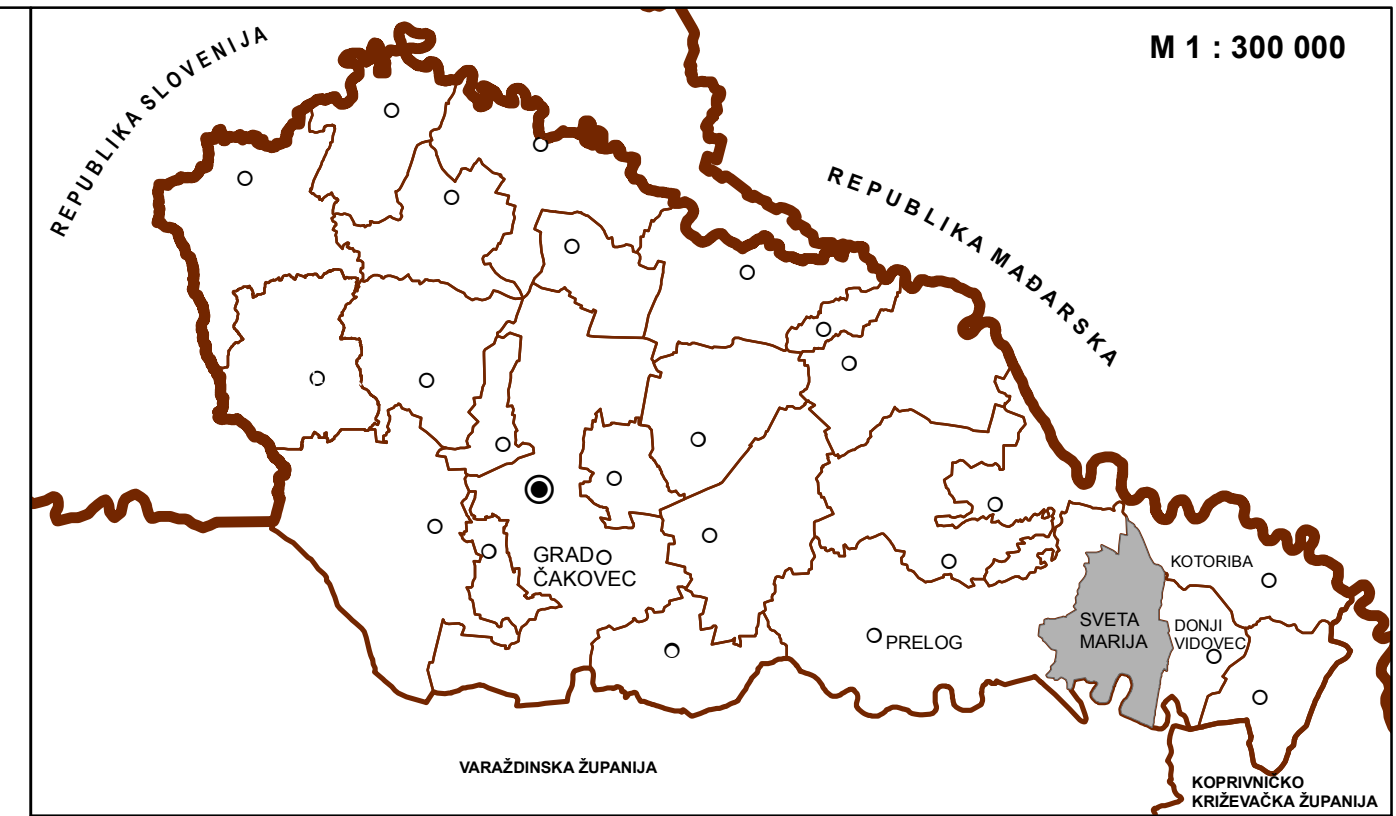 M 1 : 300 000
REPUBLIKA SLOVENIJA
REPUBLIKA MAĐARSKA
GRAD
ČAKOVEC
KOTORIBA
SVETA
MARIJA
DONJI
VIDOVEC
PRELOG
VARAŽDINSKA ŽUPANIJA
KOPRIVNIČKO
KRIŽEVAČKA ŽUPANIJA